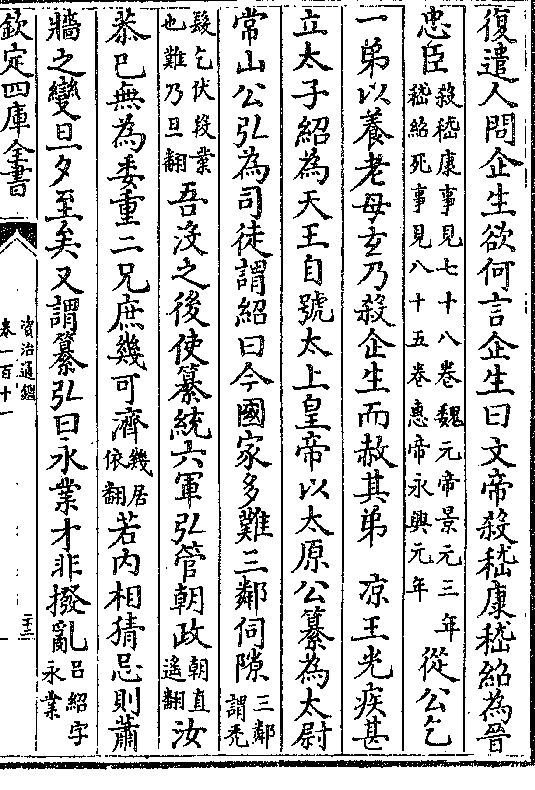 復遣人問企生欲何言企生曰文帝殺嵇康嵇紹為晉
忠臣殺嵇康事見七十八卷魏元帝景元三年嵇紹死事見八十五卷惠帝永興元年從公乞
一弟以養老母玄乃殺企生而赦其弟　涼王光疾甚
立太子紹為天王自號太上皇帝以太原公纂為太尉
常山公弘為司徒謂紹曰今國家多難三鄰伺隙三鄰謂禿
髮乞伏段業也難乃旦翻吾沒之後使纂統六軍弘管朝政朝直遙翻汝
恭已無為委重二兄庶幾可濟幾居依翻若內相猜忌則蕭
牆之變旦夕至矣又謂纂弘曰永業才非撥亂呂紹字永業
欽定四庫全書
資治通鑑
卷一百十一
二十三